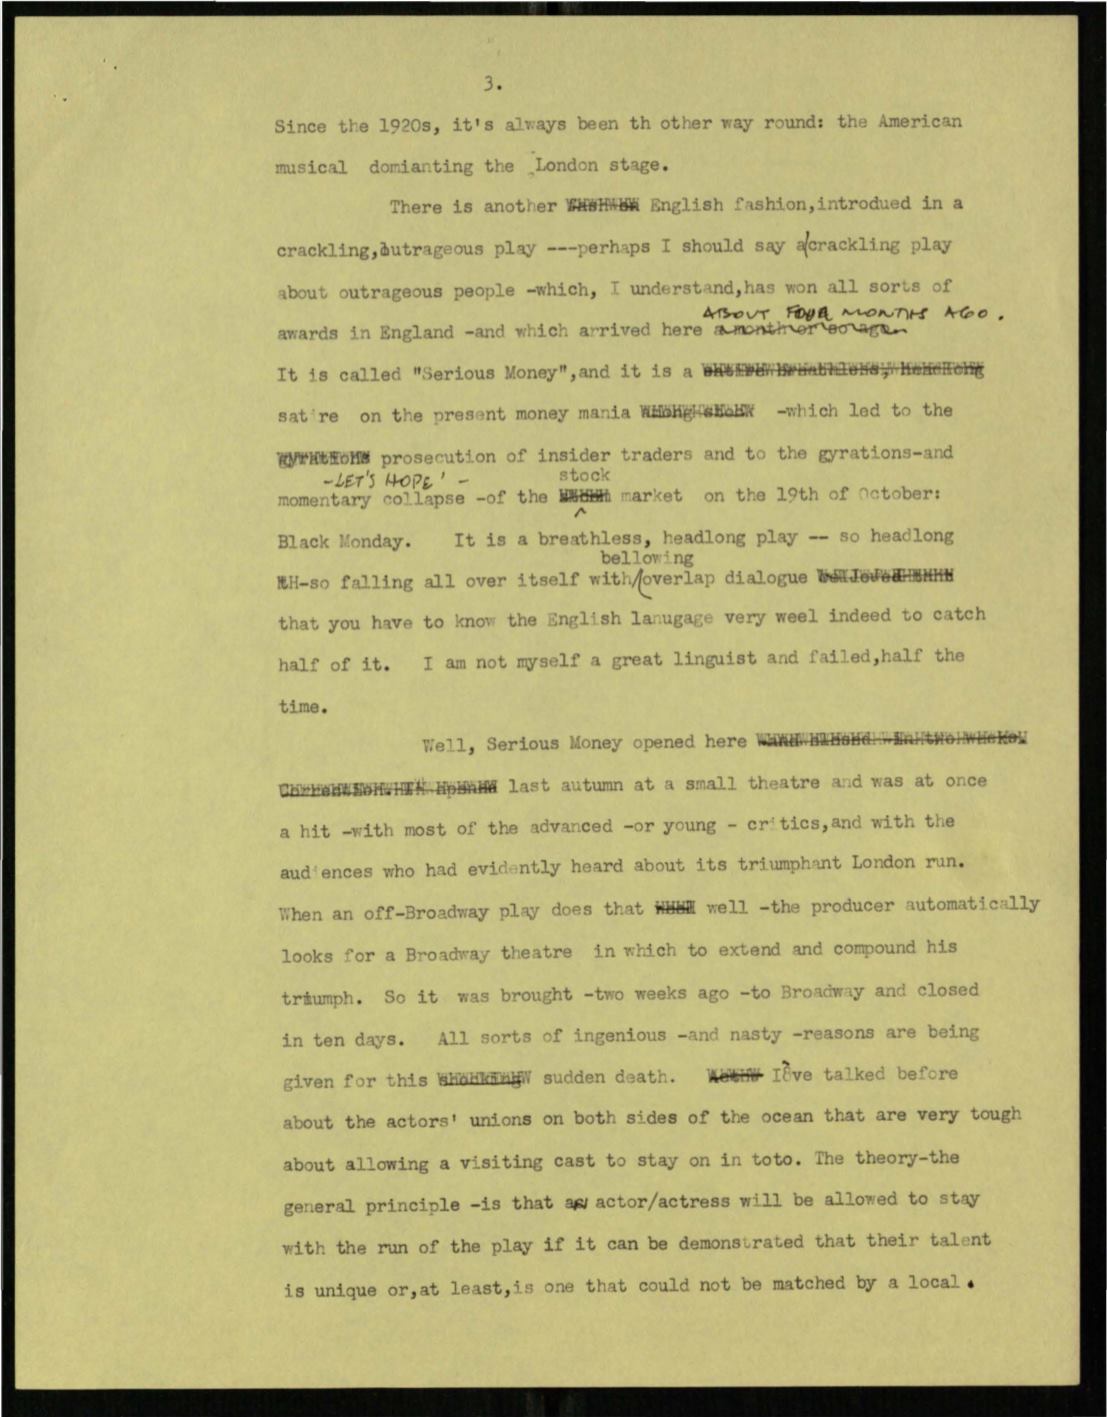 3.
Since the 1920s, it's always been th other way round: the American
musical domianting the London stage.
There is another English fashion,introdued in a
crackling,outrageous play ---perhaps I should say a crackling play
about outrageous people -which, I understand,has won all sorts of
ABOUT FOUR MONTHS AGO.
awards in England -and which arrived here a month or so ago.
It is called "Serious Money",and it is a
satire on the present money mania -which led to the
gyrations prosecution of insider traders and to the gyrations-and
-LET'S HOPE'- stock
momentary collapse -of the market on the 19th of October:
Black Monday. It is a breathless, headlong play -- so headlong
bellowing
-so falling all over itself with/overlap dialogue
that you have to know the English lanugage very weel indeed to catch
half of it. I am not myself a great linguist and failed,half the
time.
Well, Serious Money opened here
last autumn at a small theatre and was at once
a hit -with most of the advanced -or young - critics,and with the
audiences who had evidently heard about its triumphant London run.
When an off-Broadway play does that well -the producer automatically
looks for a Broadway theatre in which to extend and compound his
triumph. So it was brought -two weeks ago -to Broadway and closed
in ten days. All sorts of ingenious -and nasty -reasons are being
given for this shocking sudden death. I've talked before
about the actors' unions on both sides of the ocean that are very tough
about allowing a visiting cast to stay on in toto. The theory-the
general principle -is that an actor/actress will be allowed to stay
with the run of the play if it can be demonstrated that their talent
is unique or,at least,is one that could not be matched by a local.